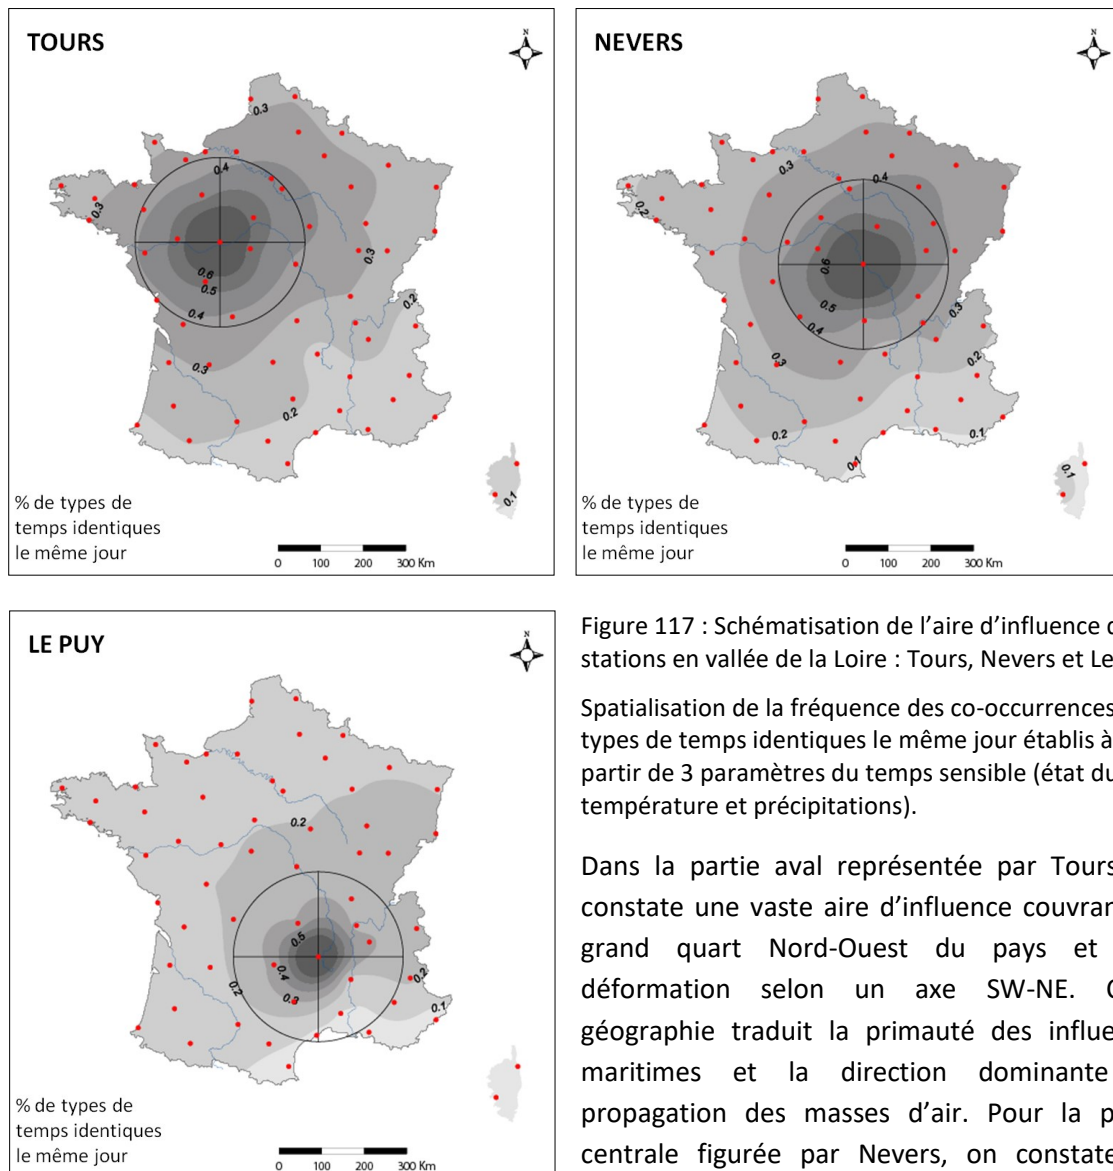 TOURS
N
0.3
0.4
0.3
0.3
0.6
0.5
0.2
0.4
0.3
0.2
0.1
% de types de
temps identiques
le même jour
0 100 200 300 Km
NEVERS
N
0.3
0.4
0.2
0.6
0.5
0.3
0.4
0.3
0.2
0.2
0.1
0.1
0.1
% de types de
temps identiques
le même jour
0 100 200 300 Km
LE PUY
N
0.2
0.5
0.4
0.2
0.2
0.3
0.1
% de types de
temps identiques
le même jour
0 100 200 300 Km
Figure 117 : Schématisation de l’aire d’influence
stations en vallée de la Loire : Tours, Nevers et Le
Spatialisation de la fréquence des co-occurrences
types de temps identiques le même jour établis à
partir de 3 paramètres du temps sensible (état du
température et précipitations).
Dans la partie aval représentée par Tours
constate une vaste aire d’influence
grand quart Nord-Ouest du pays et
déformation selon un axe SW-NE.
géographie traduit la primauté des
maritimes et la direction dominante
propagation des masses d’air. Pour la
centrale figurée par Nevers, on constate